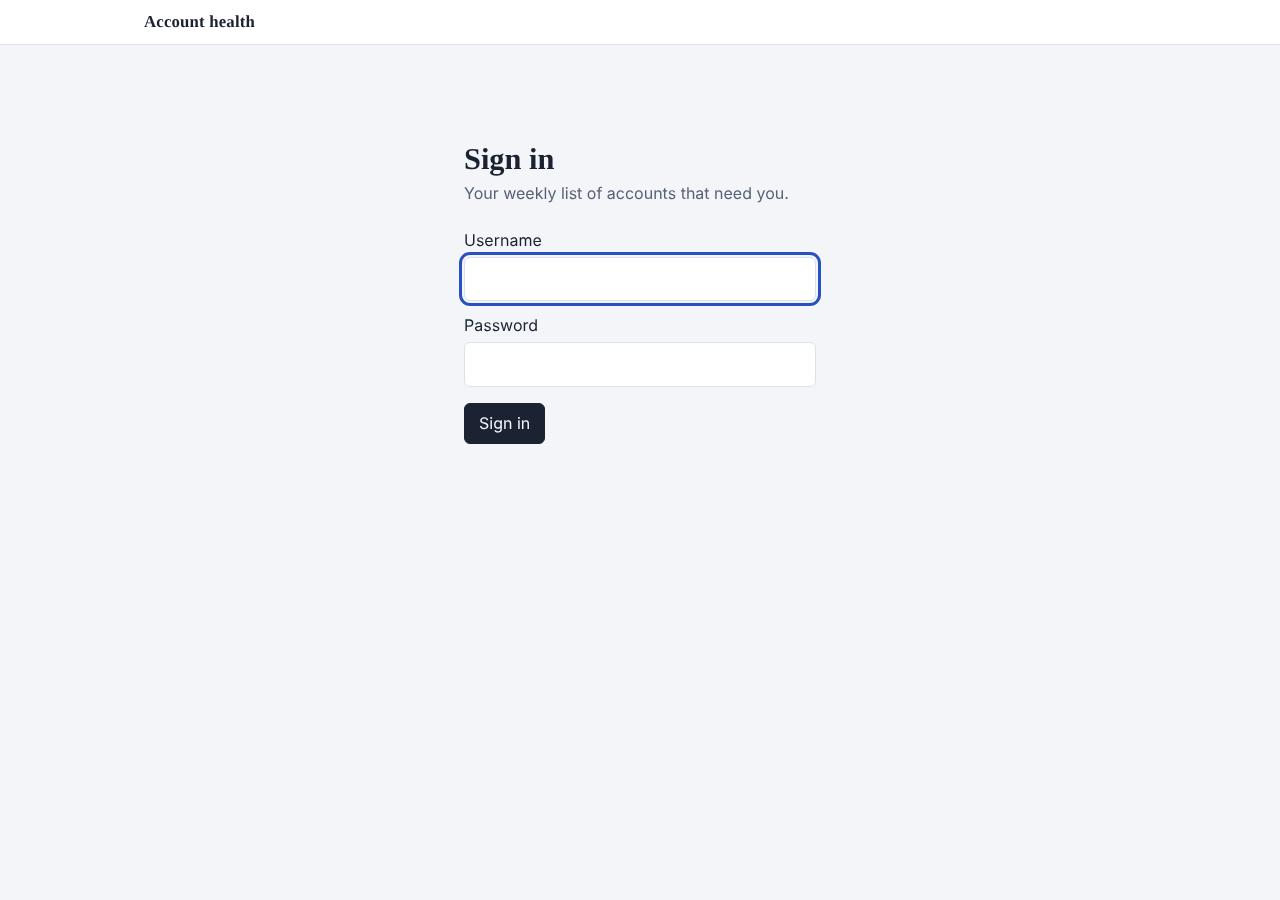 Account health
Sign in
Your weekly list of accounts that need you.
Username
Password
Sign in